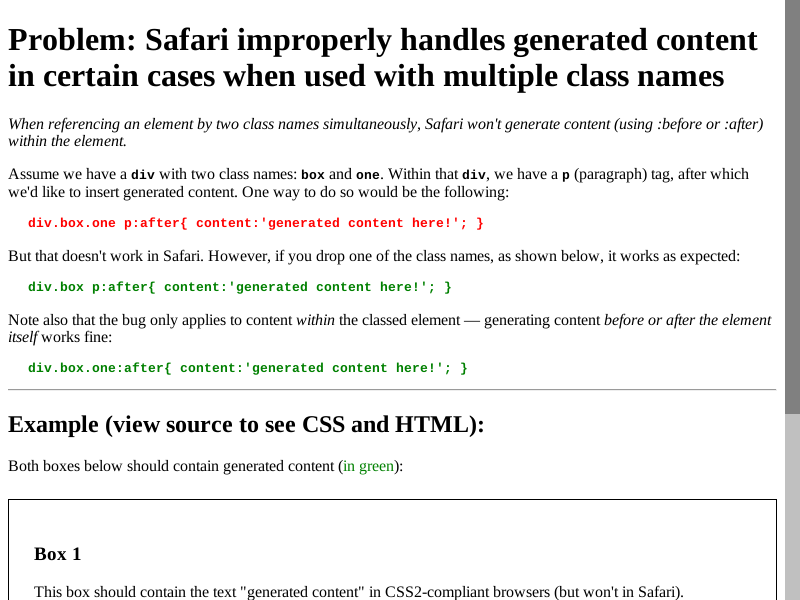 Problem: Safari improperly handles generated content
in certain cases when used with multiple class names
When referencing an element by two class names simultaneously, Safari won't generate content (using :before or :after)
within the element.
Assume we have a div with two class names: box and one. Within that div, we have a p (paragraph) tag, after which
we'd like to insert generated content. One way to do so would be the following:
div.box.one p:after{ content:'generated content here!'; }
But that doesn't work in Safari. However, if you drop one of the class names, as shown below, it works as expected:
div.box p:after{ content:'generated content here!'; }
Note also that the bug only applies to content within the classed element — generating content before or after the element
itself works fine:
div.box.one:after{ content:'generated content here!'; }
Example (view source to see CSS and HTML):
Both boxes below should contain generated content (in green):
Box 1
This box should contain the text "generated content" in CSS2-compliant browsers (but won't in Safari).